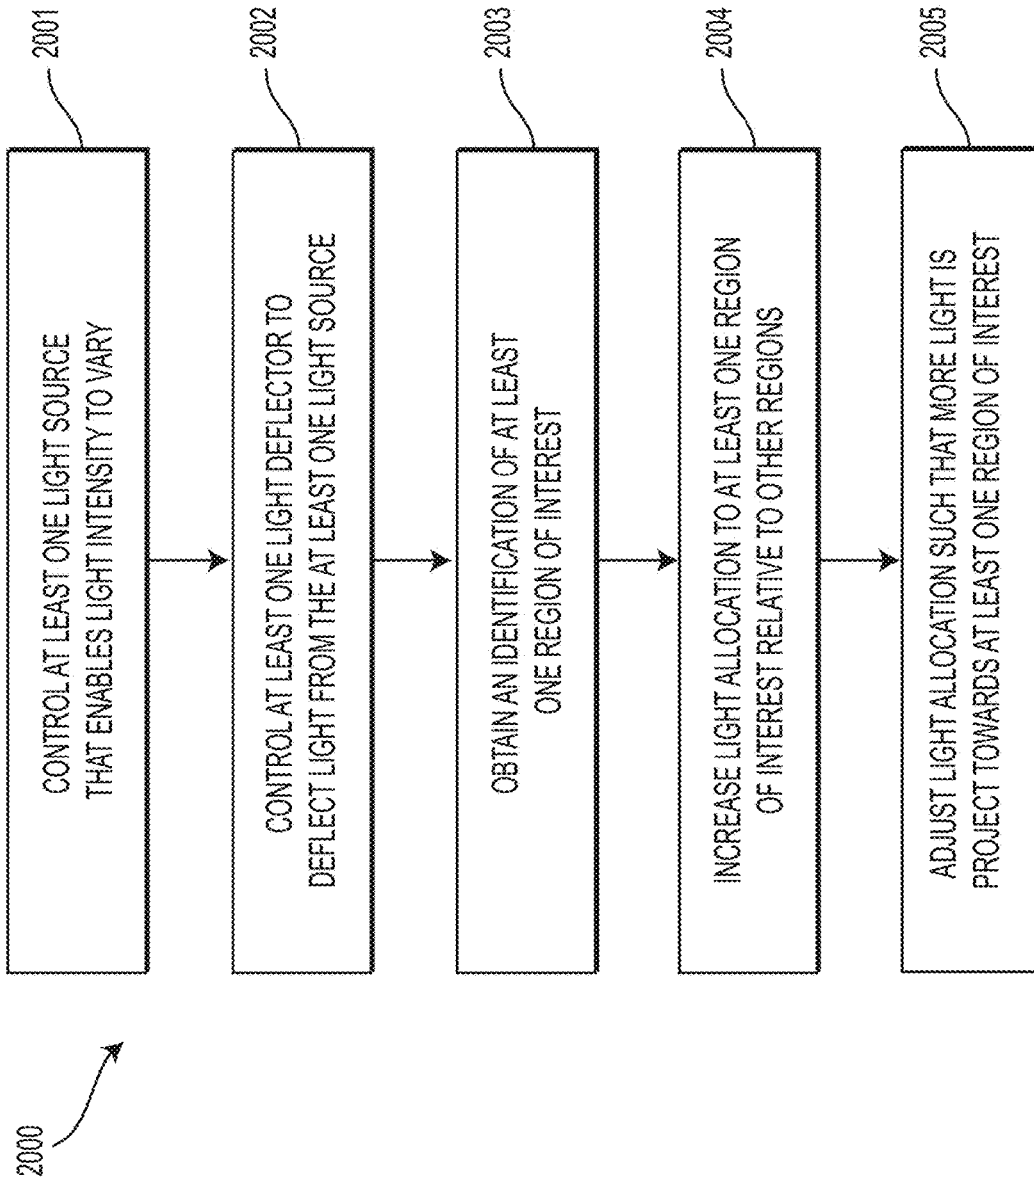 2000
CONTROL AT LEAST ONE LIGHT SOURCE
THAT ENABLES LIGHT INTENSITY TO VARY
2001
CONTROL AT LEAST ONE LIGHT DEFLECTOR TO
DEFLECT LIGHT FROM THE AT LEAST ONE LIGHT SOURCE
2002
OBTAIN AN IDENTIFICATION OF AT LEAST
ONE REGION OF INTEREST
2003
INCREASE LIGHT ALLOCATION TO AT LEAST ONE REGION
OF INTEREST RELATIVE TO OTHER REGIONS
2004
ADJUST LIGHT ALLOCATION SUCH THAT MORE LIGHT IS
PROJECT TOWARDS AT LEAST ONE REGION OF INTEREST
2005